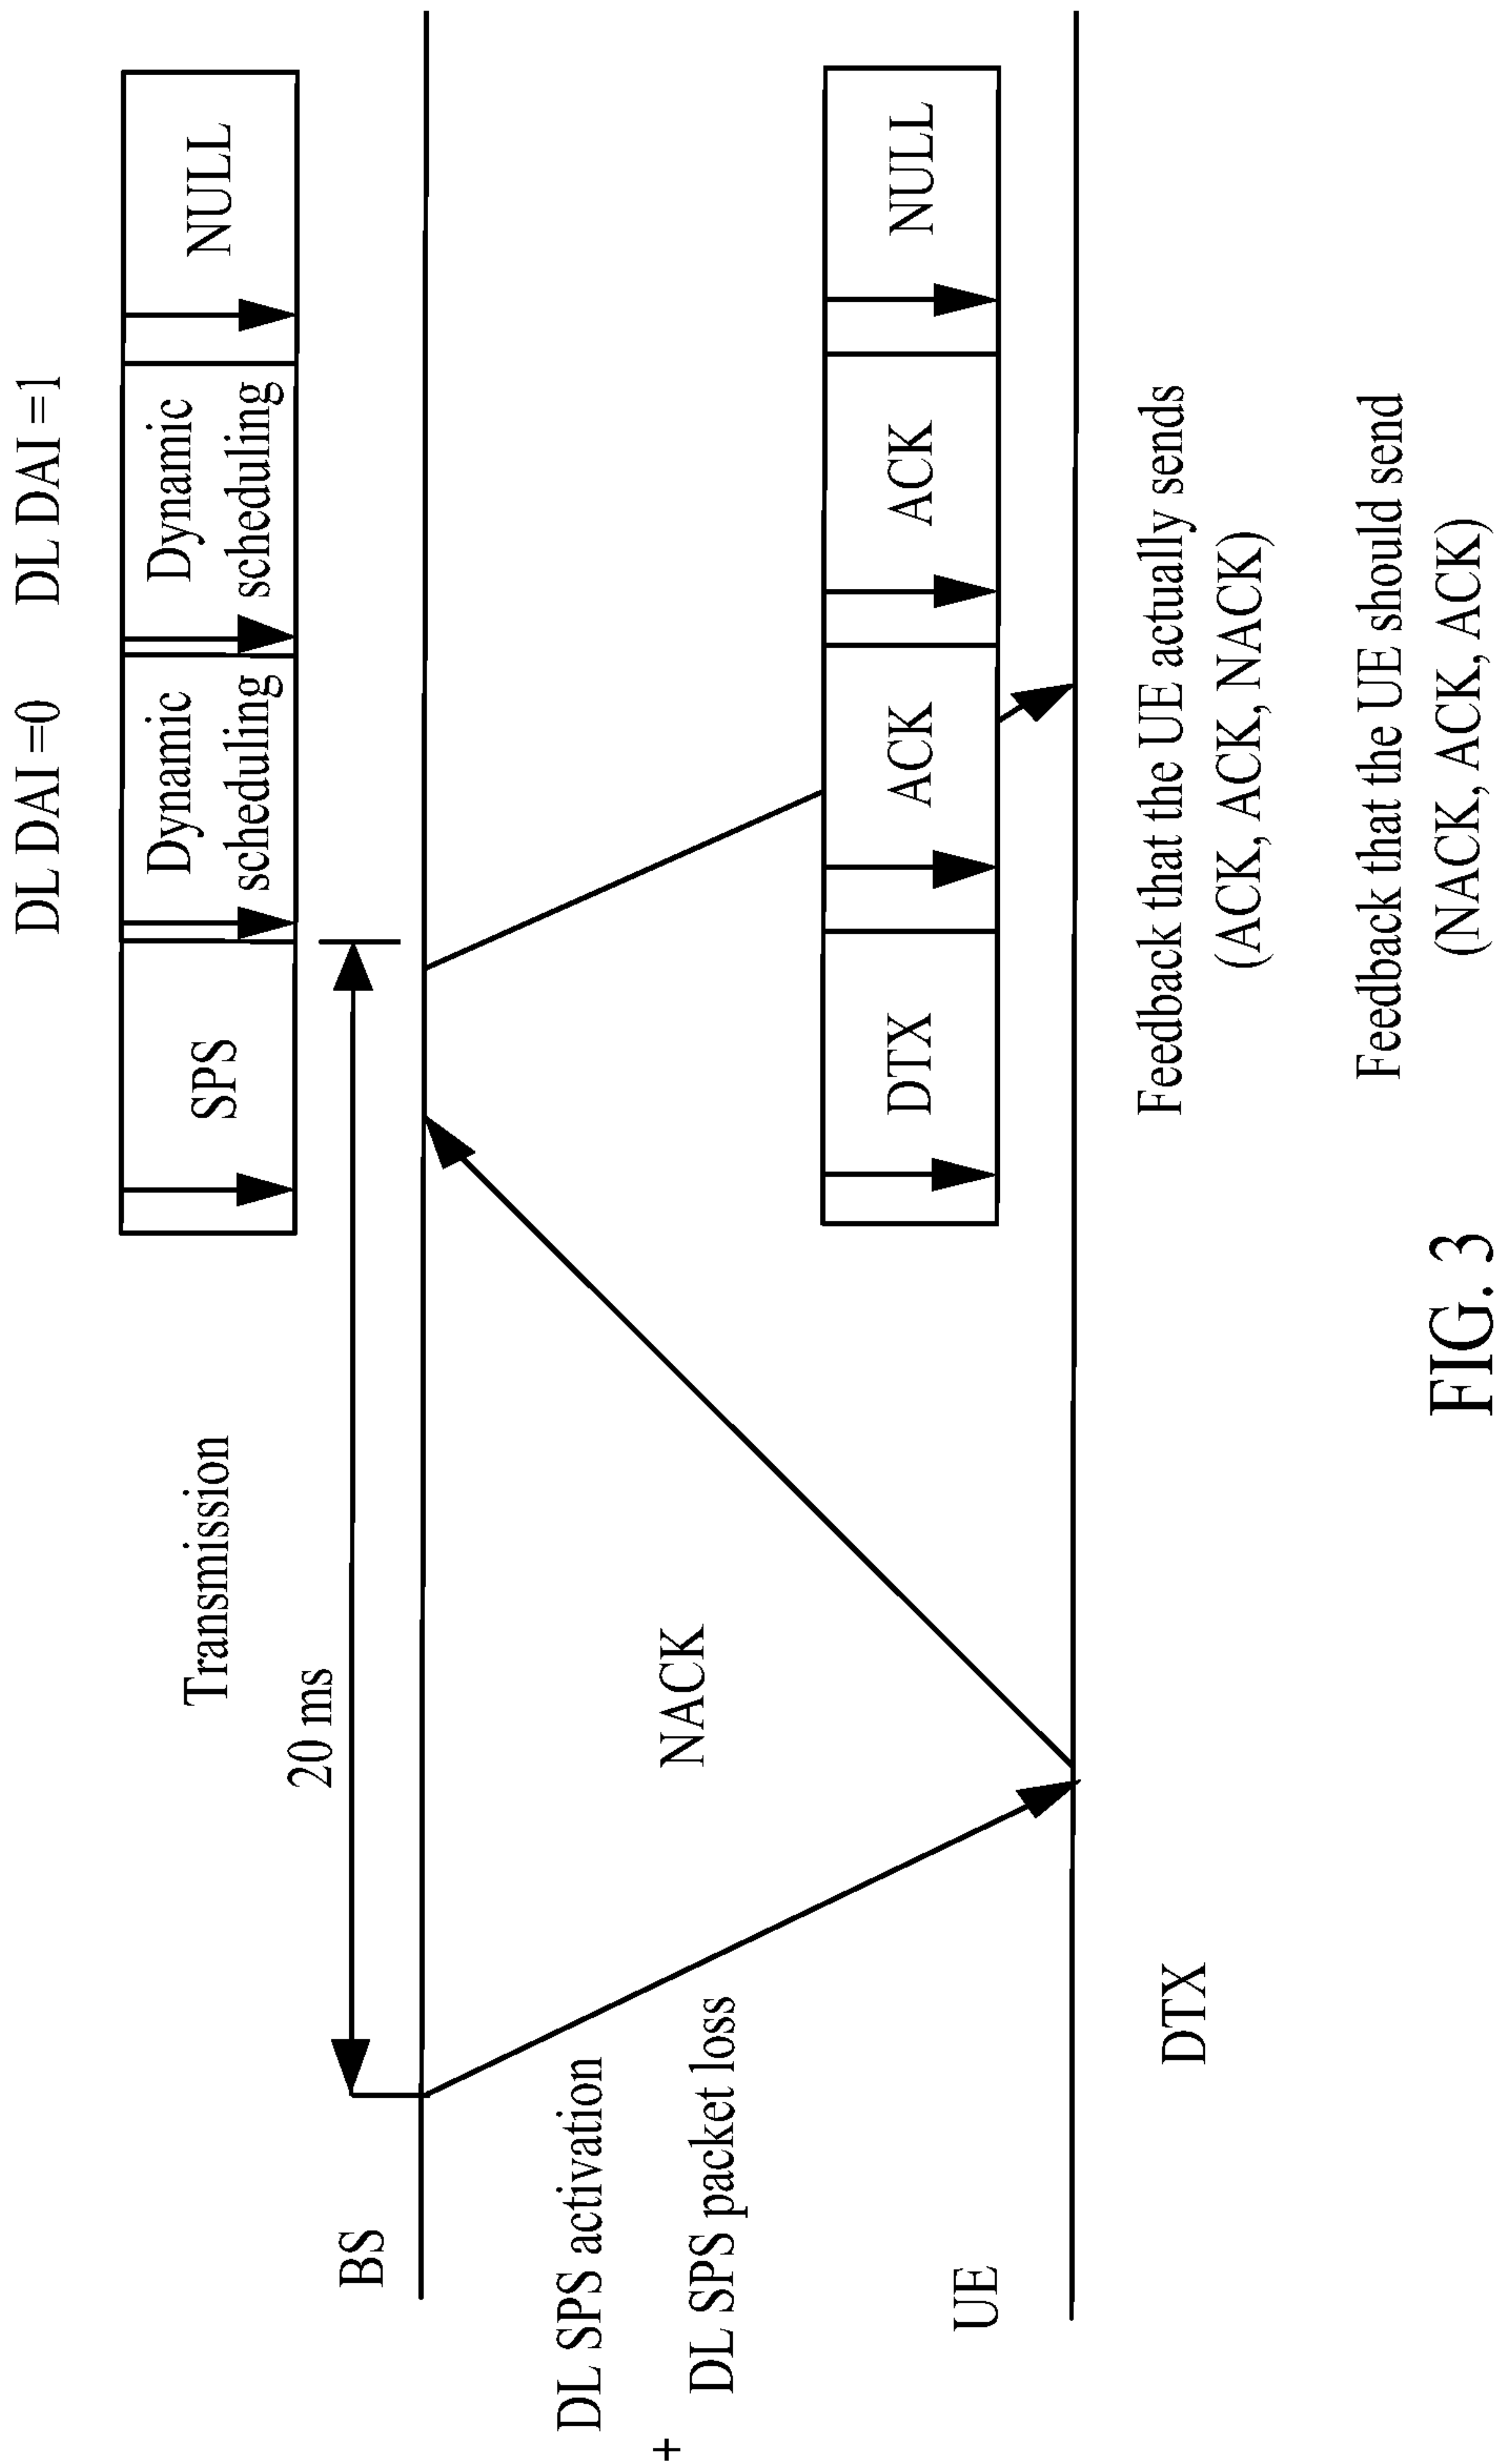 DL DAI =0 DL DAI =1
SPS
Dynamic
scheduling
Dynamic
scheduling
NULL
Transmission
20 ms
BS
DL SPS activation
+
DL SPS packet loss
NACK
UE
DTX
ACK
ACK
NULL
DTX
Feedback that the UE actually sends
(ACK, ACK, NACK)
Feedback that the UE should send
(NACK, ACK, ACK)
FIG. 3